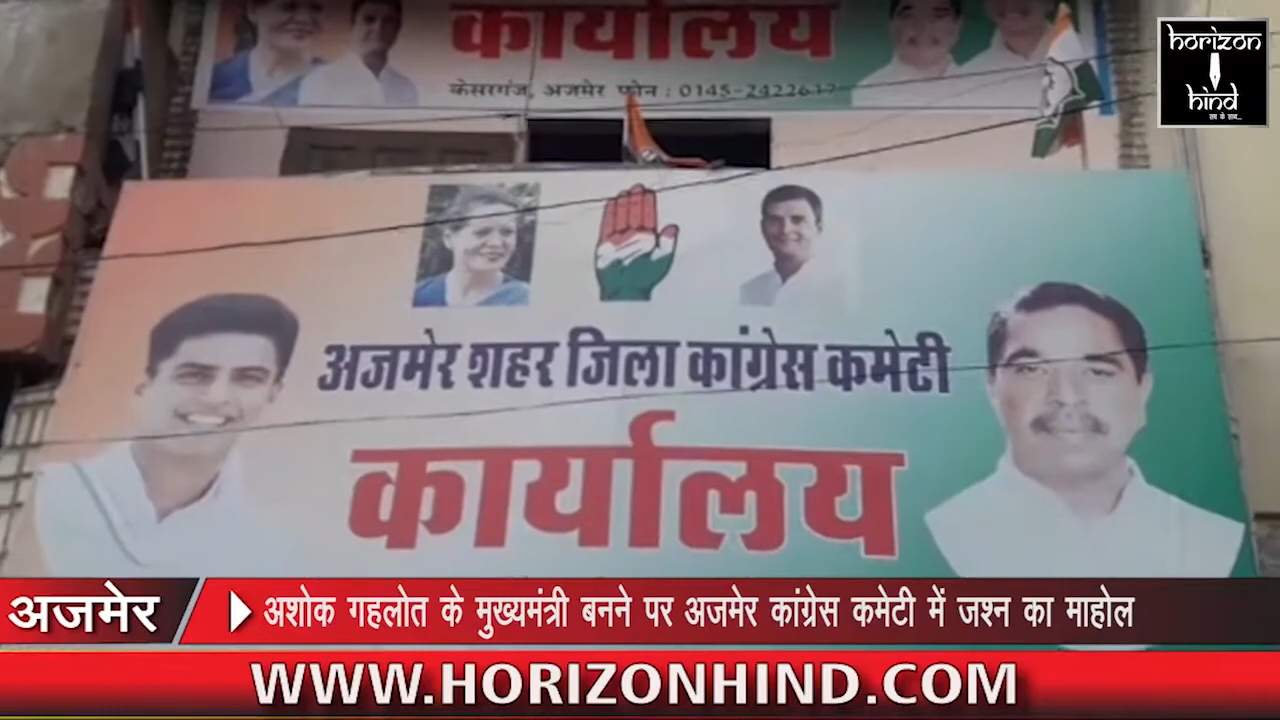 कार्यालय
केसरगंज, अजमेर फोन : 0145-2422617
horizon
hind
सच के साथ...
अजमेर शहर जिला कांग्रेस कमेटी
कार्यालय
अजमेर
अशोक गहलोत के मुख्यमंत्री बनने पर अजमेर कांग्रेस कमेटी में जश्न का माहोल
WWW.HORIZONHIND.COM